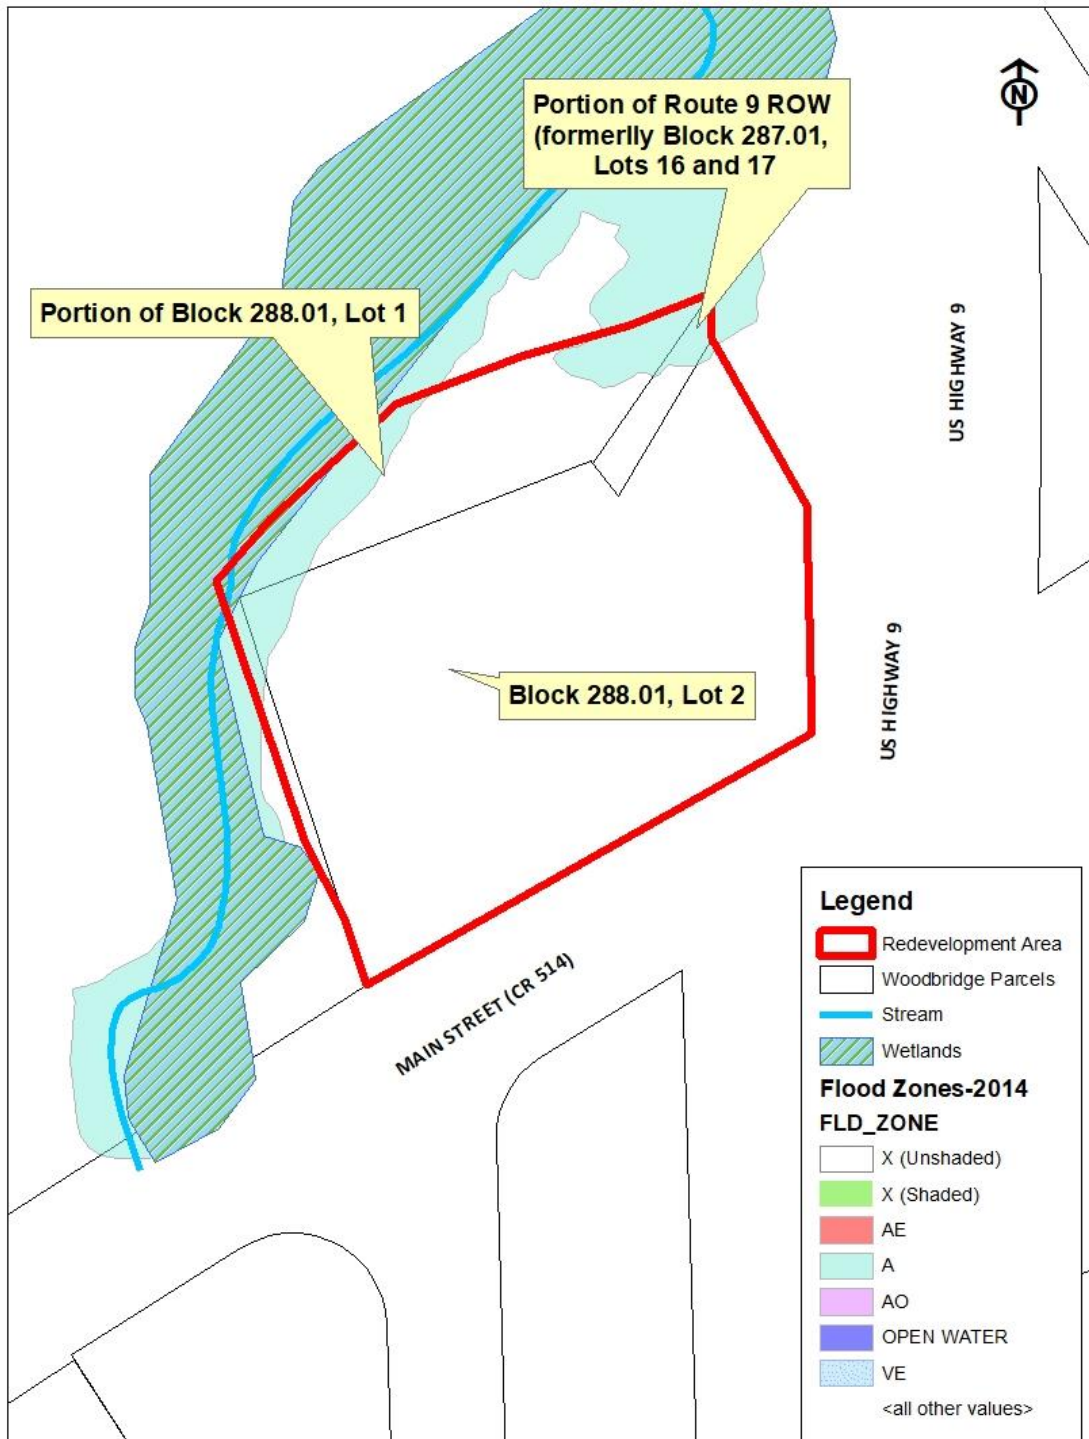 Portion of Route 9 ROW
(formerlly Block 287.01,
Lots 16 and 17
N
Portion of Block 288.01, Lot 1
US HIGHWAY 9
US HIGHWAY 9
Block 288.01, Lot 2
MAIN STREET (CR 514)
Legend
Redevelopment Area
Woodbridge Parcels
Stream
Wetlands
Flood Zones-2014
FLD_ZONE
X (Unshaded)
X (Shaded)
AE
A
AO
OPEN WATER
VE
<all other values>